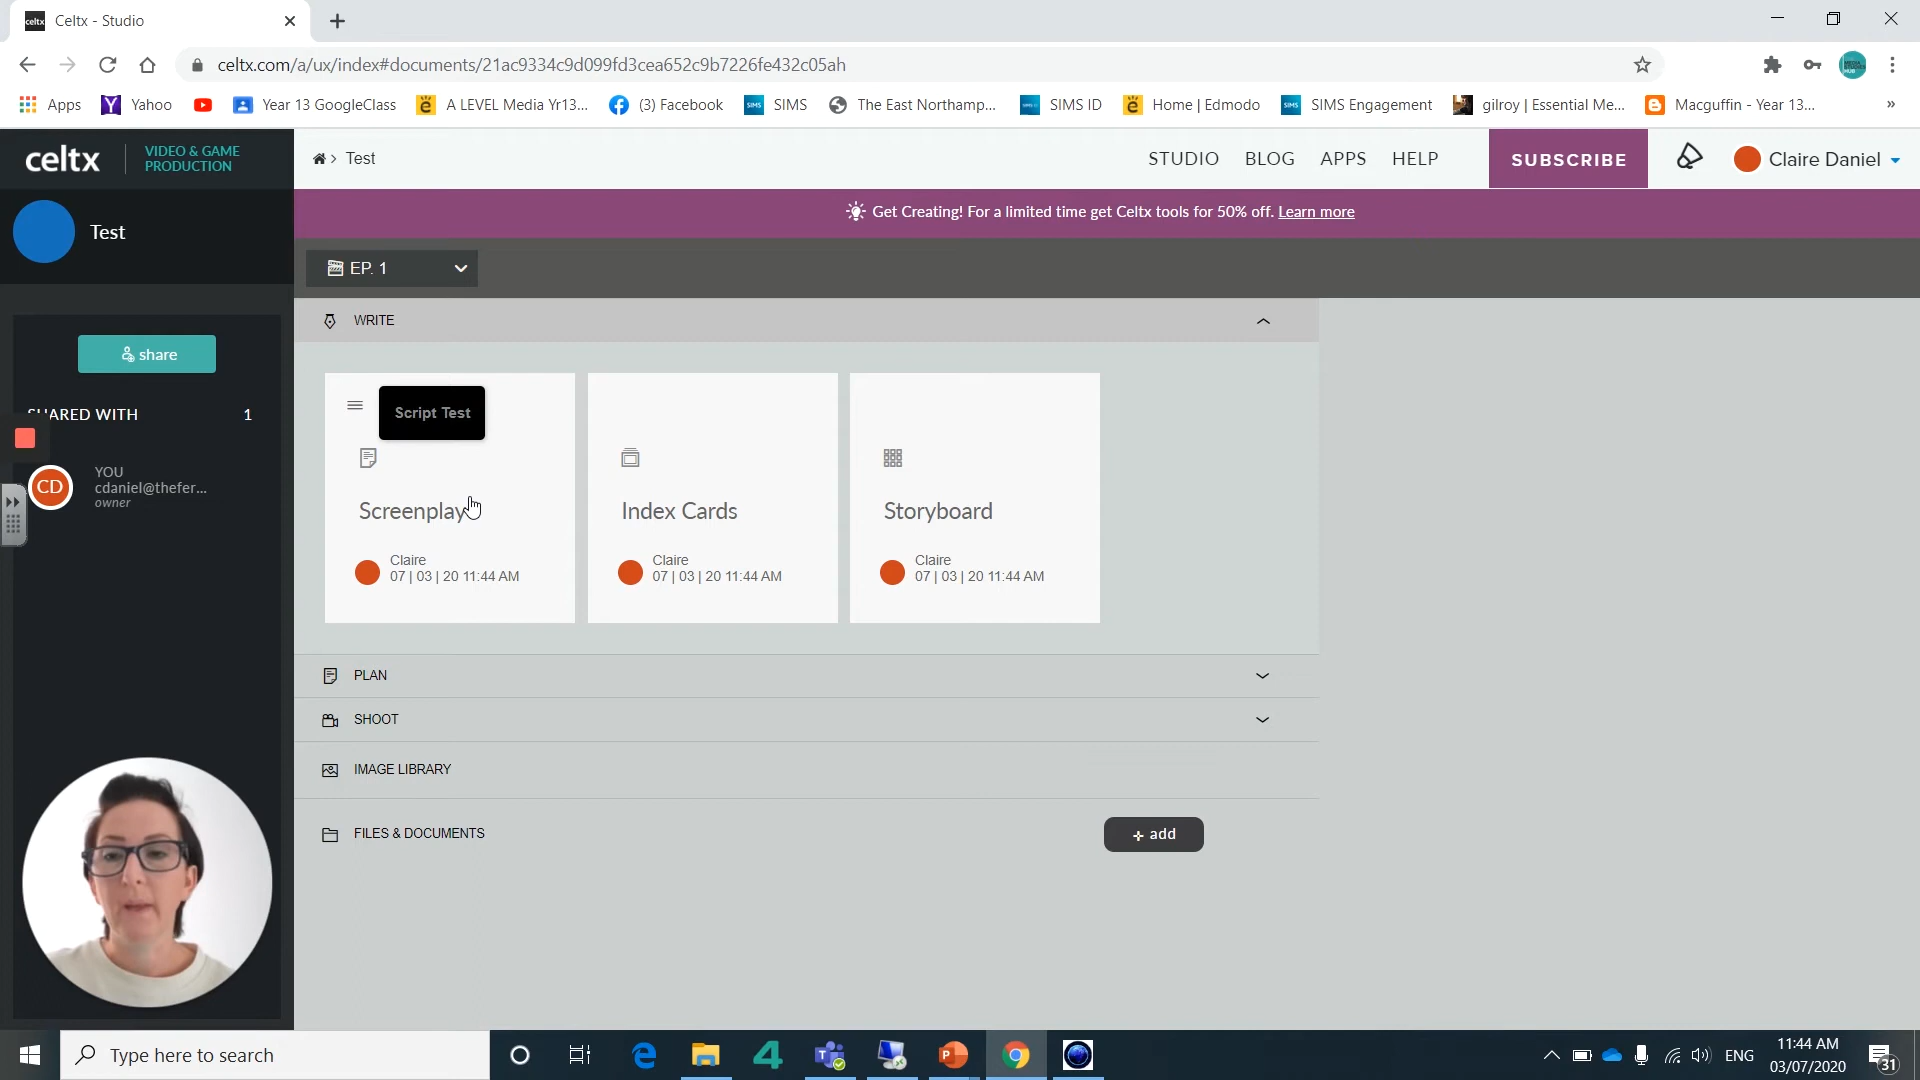 celtx Celtx - Studio
celtx.com/a/ux/index#documents/21ac9334c9d099fd3cea652c9b7226fe432c05ah
Apps Yahoo Year 13 GoogleClass A LEVEL Media Yr13... (3) Facebook SIMS SIMS The East Northamp... SIMS SIMS ID Home | Edmodo SIMS SIMS Engagement gilroy | Essential Me... Macguffin - Year 13... »
celtx VIDEO & GAME
PRODUCTION
> Test
STUDIO BLOG APPS HELP SUBSCRIBE Claire Daniel
Get Creating! For a limited time get Celtx tools for 50% off. Learn more
Test
EP. 1
WRITE
share
SHARED WITH 1
CD YOU
cdaniel@thefer...
owner
Script Test
Screenplay
Claire
07 | 03 | 20 11:44 AM
Index Cards
Claire
07 | 03 | 20 11:44 AM
Storyboard
Claire
07 | 03 | 20 11:44 AM
PLAN
SHOOT
IMAGE LIBRARY
FILES & DOCUMENTS
+ add
Type here to search
ENG
11:44 AM
03/07/2020
31